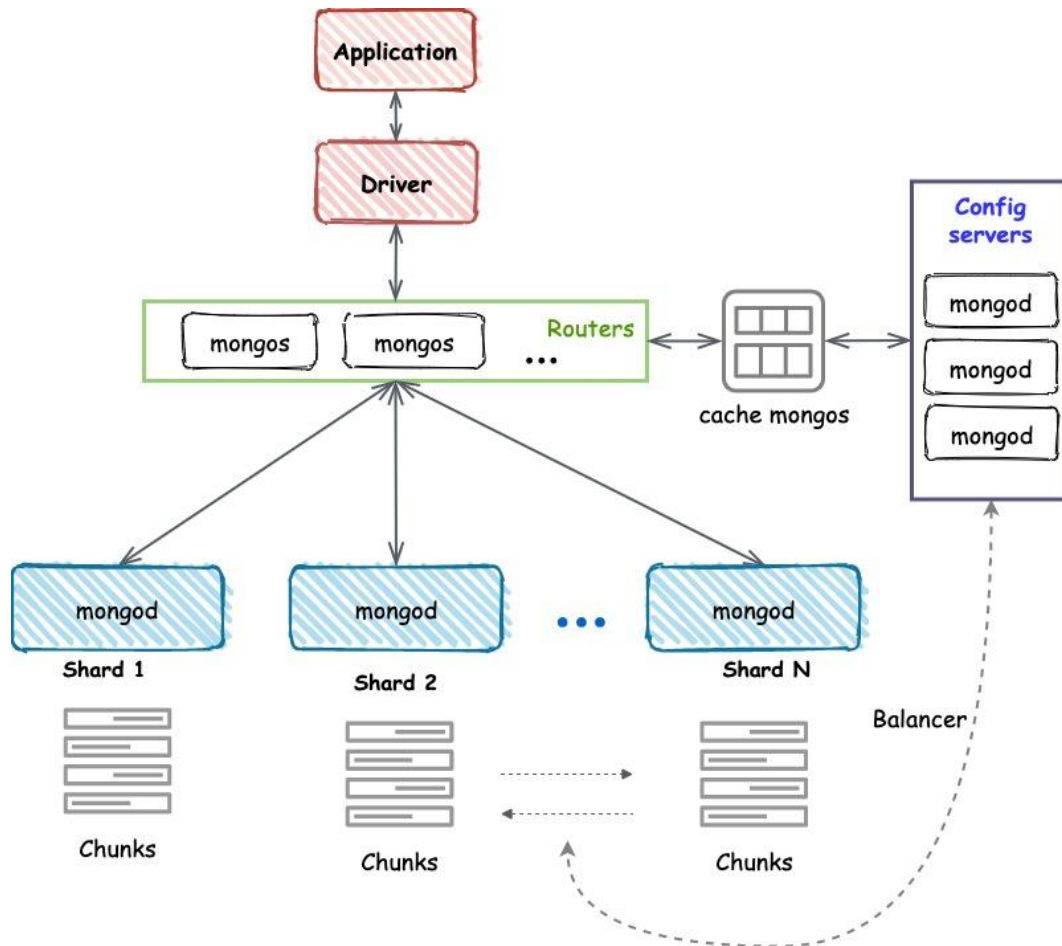 Application
Driver
Config
servers
mongod
mongod
mongod
Routers
mongos
mongos
...
cache mongos
mongod
mongod
...
mongod
Shard 1
Shard 2
Shard N
Balancer
Chunks
Chunks
Chunks